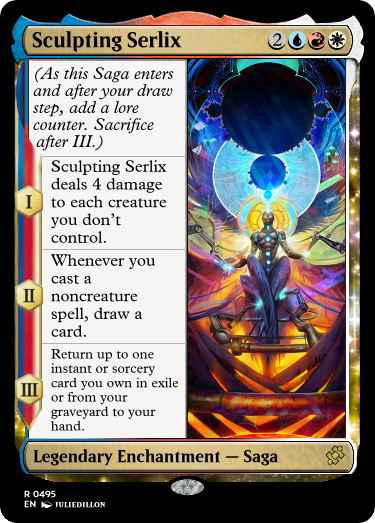 Sculpting Serlix
2
(As this Saga enters
and after your draw
step, add a lore
counter. Sacrifice
after III.)
I
Sculpting Serlix
deals 4 damage
to each creature
you don't
control.
II
Whenever you
cast a
noncreature
spell, draw a
card.
III
Return up to one
instant or sorcery
card you own in exile
or from your
graveyard to your
hand.
Legendary Enchantment — Saga
R 0495
EN JULIEDILLON